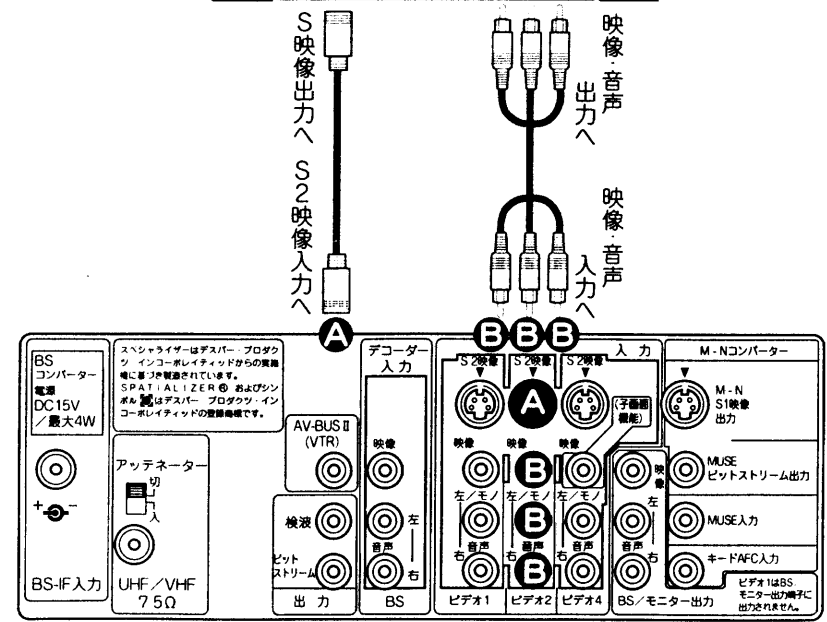 S映像出力へ
S2映像入力へ
映像・音声
出力へ
映像・音声
入力へ
A
B B B
BS
コンバーター
電源
DC15V
／最大4W
スペシャライザーはデスパー・プロダク
ツ インコーポレイティッドからの実施
権に基づき製造されています。
SPATiALIZER® およびシン
ボル はデスパー プロダクツ・イン
コーポレイティッドの登録商標です。
デコーダー
入力
S2映像 S2映像 S2映像
入 力
M-Nコンバーター
A
(子画面
機能)
M-N
S1映像
出力
AV-BUSⅡ
(VTR)
映像
映像 映像 映像
B
映像
MUSE
ビットストリーム出力
アッテネーター
切
入
＋ −
検波
左
音声
右
左／モノ 左／モノ 左／モノ
B
左
MUSE入力
ビット
ストリーム
音声 音声 音声
右 右 右
B
音声
右
キードAFC入力
BS-IF入力
UHF／VHF
75Ω
出 力
BS
ビデオ1 ビデオ2 ビデオ4
BS／モニター出力
ビデオ1はBS
モニター出力端子に
出力されません。